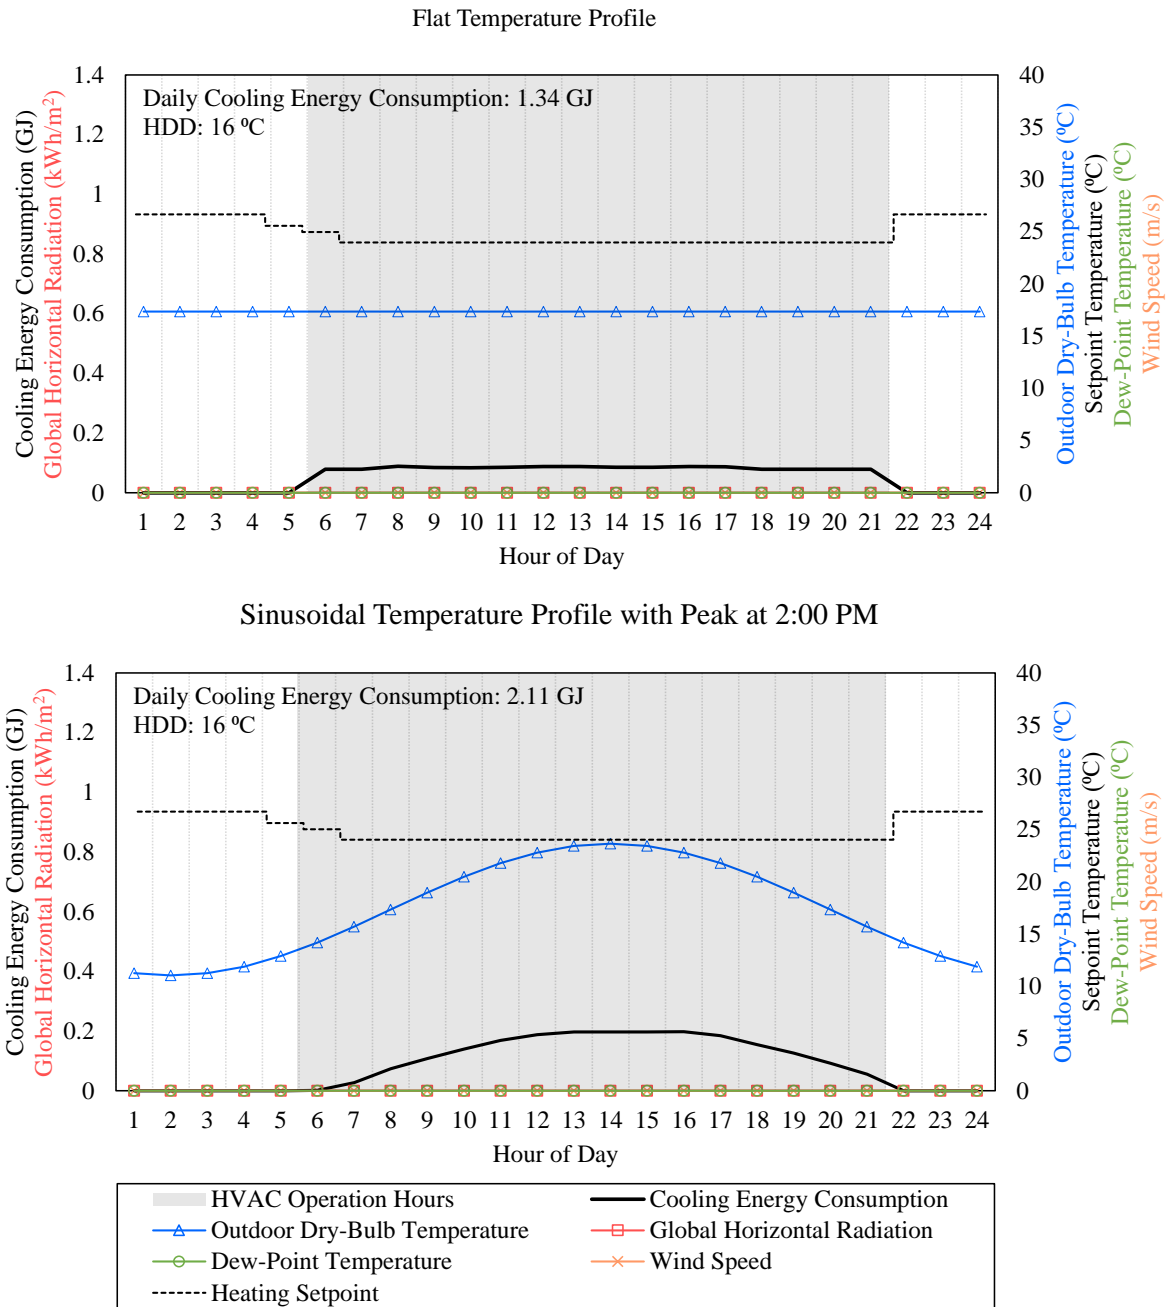 Flat Temperature Profile
Daily Cooling Energy Consumption: 1.34 GJ
HDD: 16 ⁰C
Cooling Energy Consumption (GJ)
Global Horizontal Radiation (kWh/m²)
1.4
1.2
1
0.8
0.6
0.4
0.2
0
40
35
30
25
20
15
10
5
0
Outdoor Dry-Bulb Temperature (⁰C)
Setpoint Temperature (⁰C)
Dew-Point Temperature (⁰C)
Wind Speed (m/s)
1 2 3 4 5 6 7 8 9 10 11 12 13 14 15 16 17 18 19 20 21 22 23 24
Hour of Day
Sinusoidal Temperature Profile with Peak at 2:00 PM
Daily Cooling Energy Consumption: 2.11 GJ
HDD: 16 ⁰C
Cooling Energy Consumption (GJ)
Global Horizontal Radiation (kWh/m²)
1.4
1.2
1
0.8
0.6
0.4
0.2
0
40
35
30
25
20
15
10
5
0
Outdoor Dry-Bulb Temperature (⁰C)
Setpoint Temperature (⁰C)
Dew-Point Temperature (⁰C)
Wind Speed (m/s)
1 2 3 4 5 6 7 8 9 10 11 12 13 14 15 16 17 18 19 20 21 22 23 24
Hour of Day
HVAC Operation Hours
Cooling Energy Consumption
Outdoor Dry-Bulb Temperature
Global Horizontal Radiation
Dew-Point Temperature
Wind Speed
Heating Setpoint